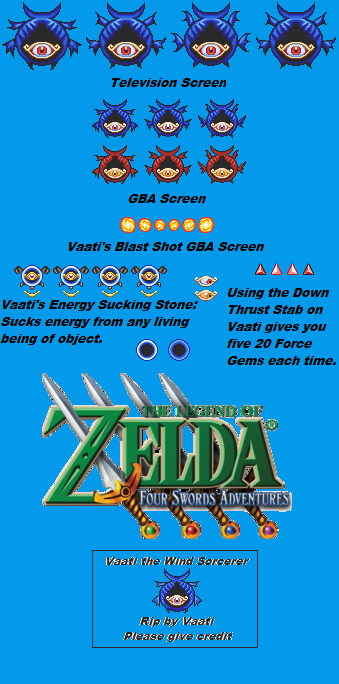 Television Screen
GBA Screen
Vaati's Blast Shot GBA Screen
Vaati's Energy Sucking Stone:
Sucks energy from any living
being of object.
Using the Down
Thrust Stab on
Vaati gives you
five 20 Force
Gems each time.
THE LEGEND OF
ZELDA®
FOUR SWORDS ADVENTURES
Vaati the Wind Sorcerer
Rip by Vaati
Please give credit